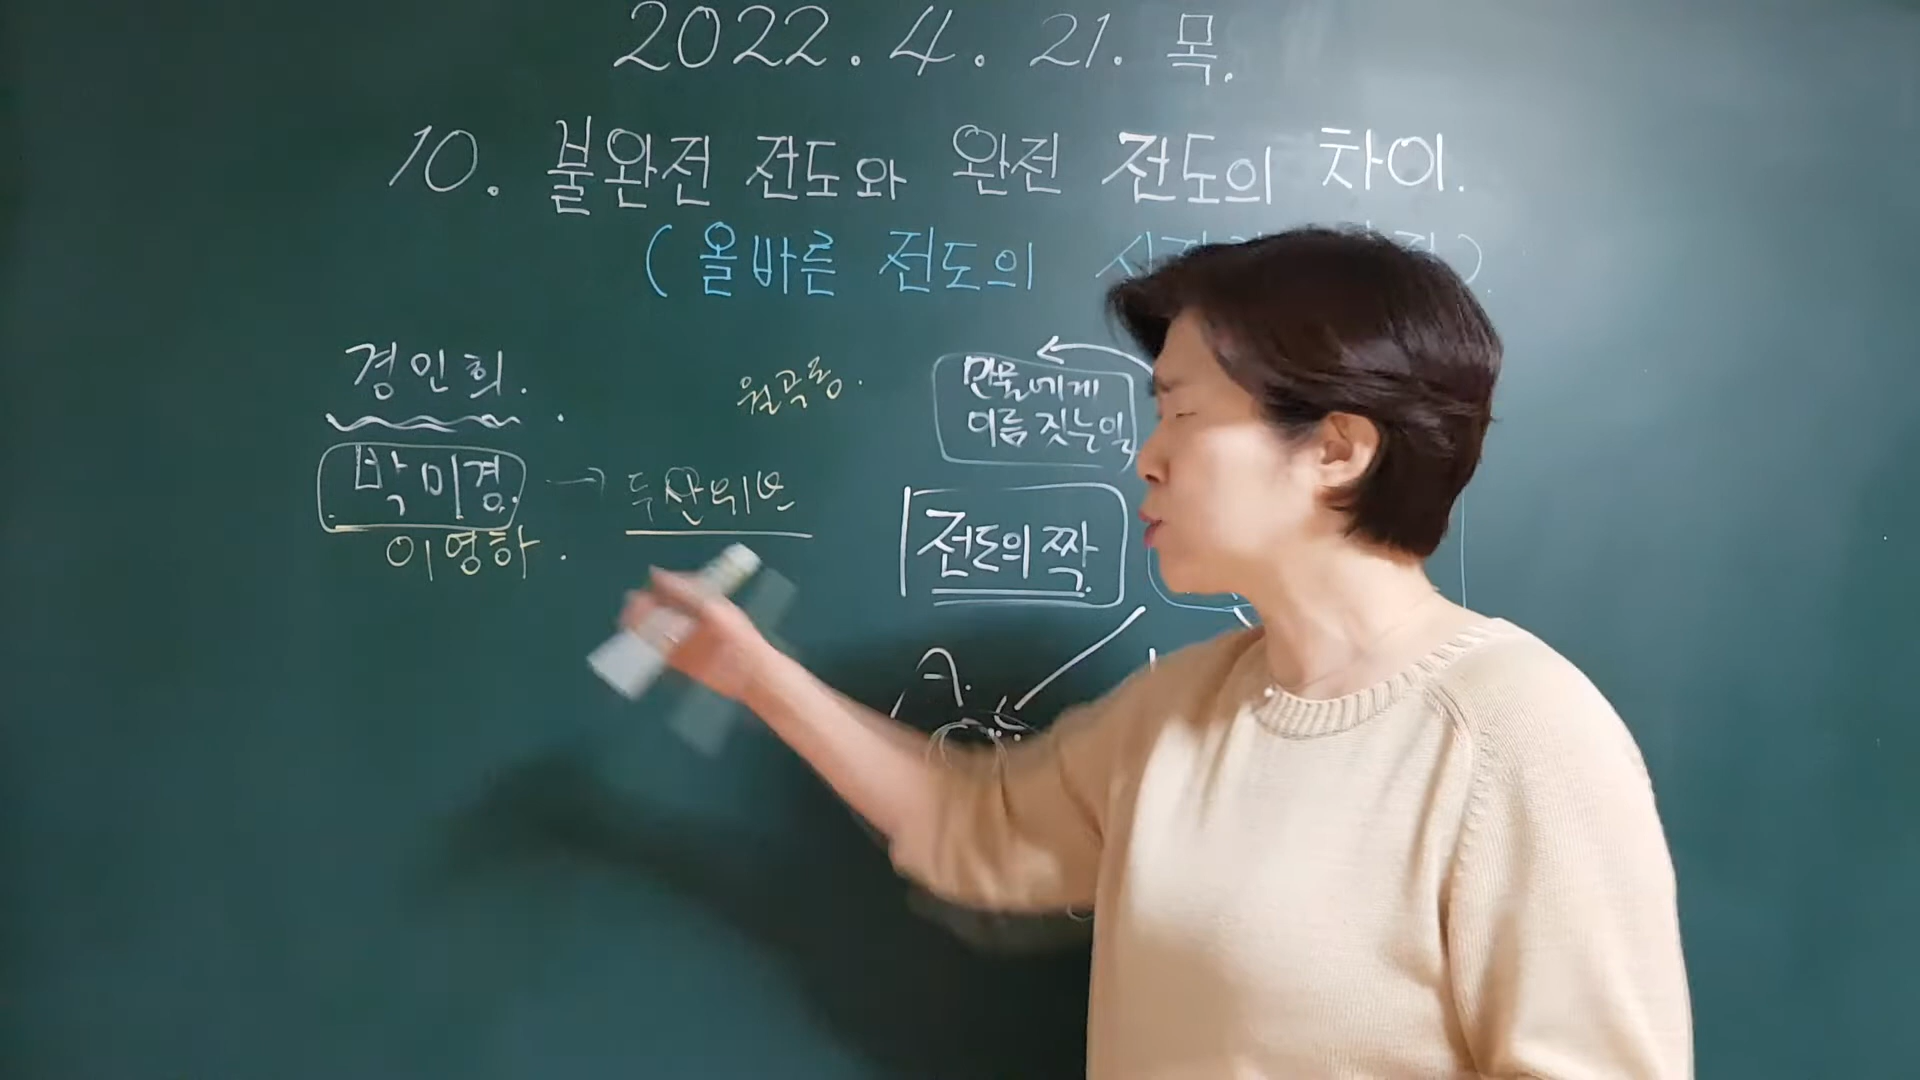 2022. 4. 21. 목.
10. 불완전 전도와 완전 전도의 차이.
(올바른 전도의
경인희.
원곡동.
만물에게
이름 짓는일
박미경.
→ 두산위브
이영하.
전도의 짝.
A.